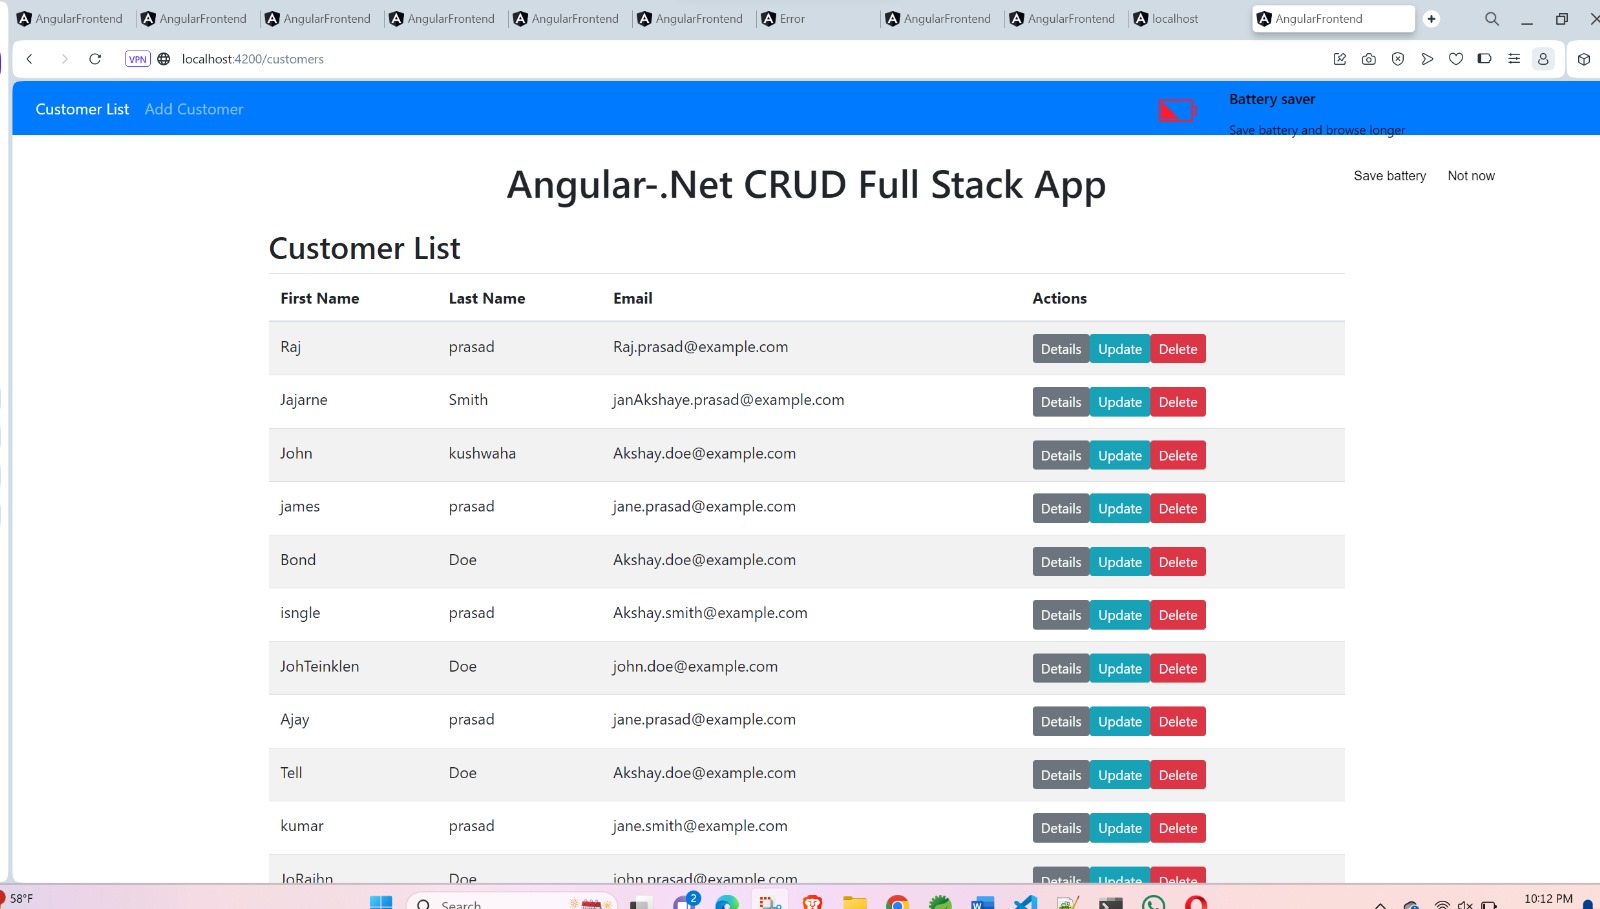 AngularFrontend AngularFrontend AngularFrontend AngularFrontend AngularFrontend AngularFrontend Error AngularFrontend AngularFrontend localhost AngularFrontend
VPN localhost:4200/customers
Customer List Add Customer
Battery saver
Save battery and browse longer
Save battery Not now
Angular-.Net CRUD Full Stack App
Customer List
First Name Last Name Email Actions
Raj prasad Raj.prasad@example.com Details Update Delete
Jajarne Smith janAkshaye.prasad@example.com Details Update Delete
John kushwaha Akshay.doe@example.com Details Update Delete
james prasad jane.prasad@example.com Details Update Delete
Bond Doe Akshay.doe@example.com Details Update Delete
isngle prasad Akshay.smith@example.com Details Update Delete
JohTeinklen Doe john.doe@example.com Details Update Delete
Ajay prasad jane.prasad@example.com Details Update Delete
Tell Doe Akshay.doe@example.com Details Update Delete
kumar prasad jane.smith@example.com Details Update Delete
JoRajhn Doe john.prasad@example.com Details Update Delete
58°F Search 2 10:12 PM